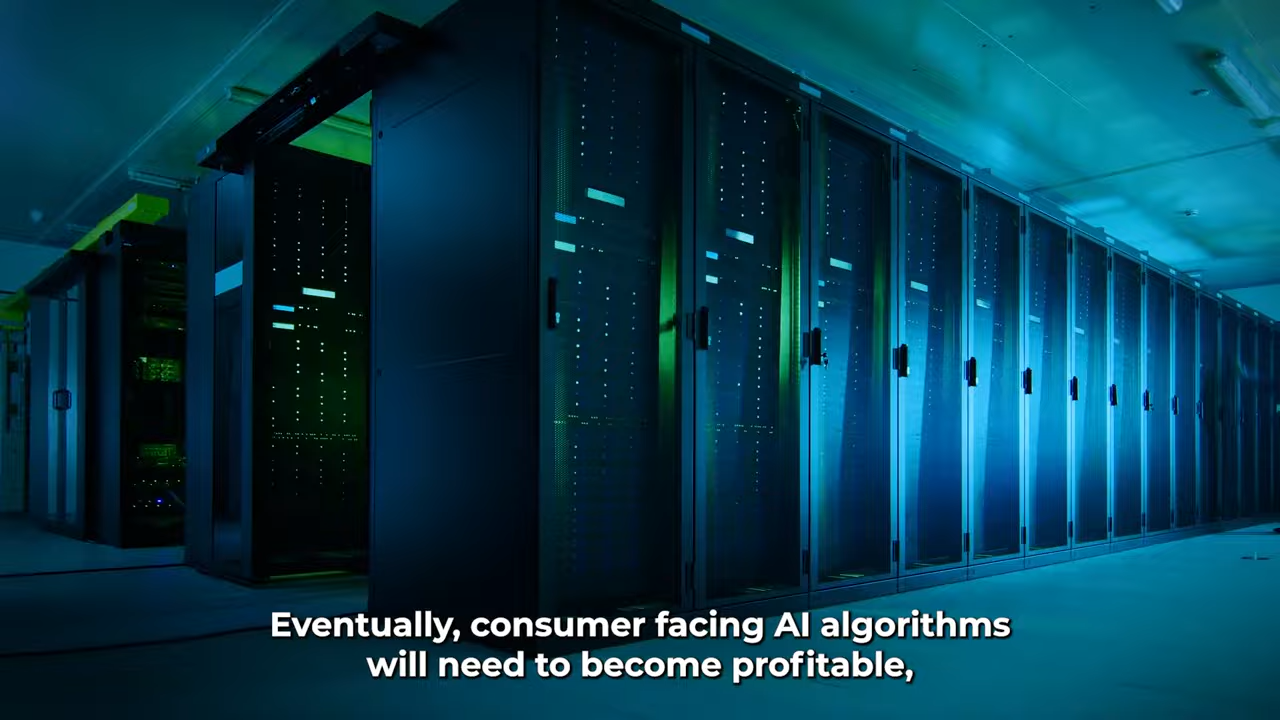 Eventually, consumer facing AI algorithms
will need to become profitable,